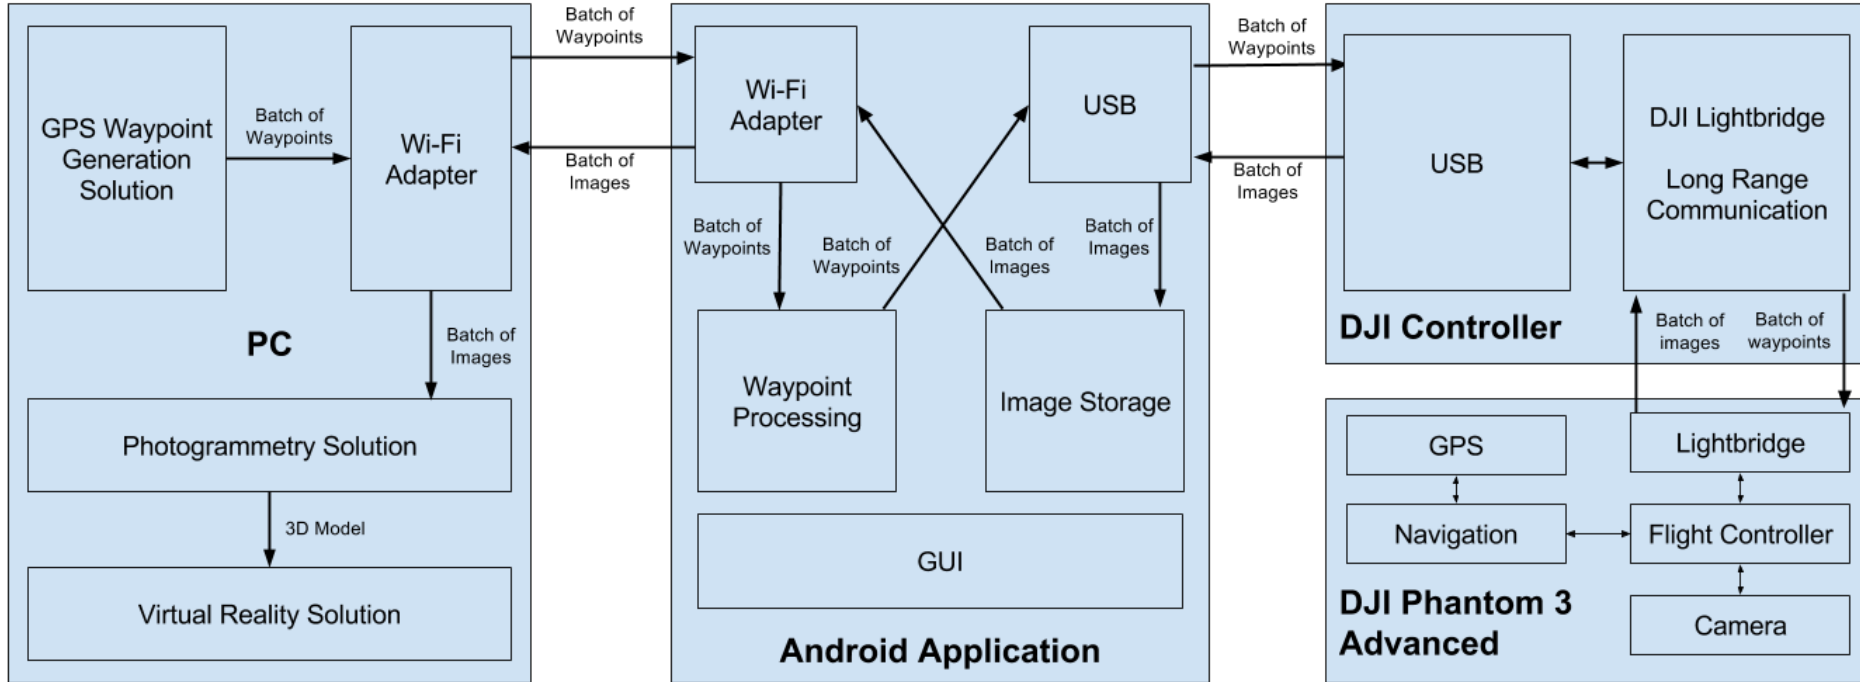 GPS Waypoint
Generation
Solution
Batch of
Waypoints
Wi-Fi
Adapter
PC
Batch of
Images
Photogrammetry Solution
3D Model
Virtual Reality Solution
Batch of
Waypoints
Batch of
Images
Wi-Fi
Adapter
USB
Batch of
Waypoints
Batch of
Waypoints
Batch of
Images
Batch of
Images
Waypoint
Processing
Image Storage
GUI
Android Application
Batch of
Waypoints
Batch of
Images
USB
DJI Lightbridge
Long Range
Communication
DJI Controller
Batch of
images
Batch of
waypoints
GPS
Lightbridge
Navigation
Flight Controller
Camera
DJI Phantom 3
Advanced